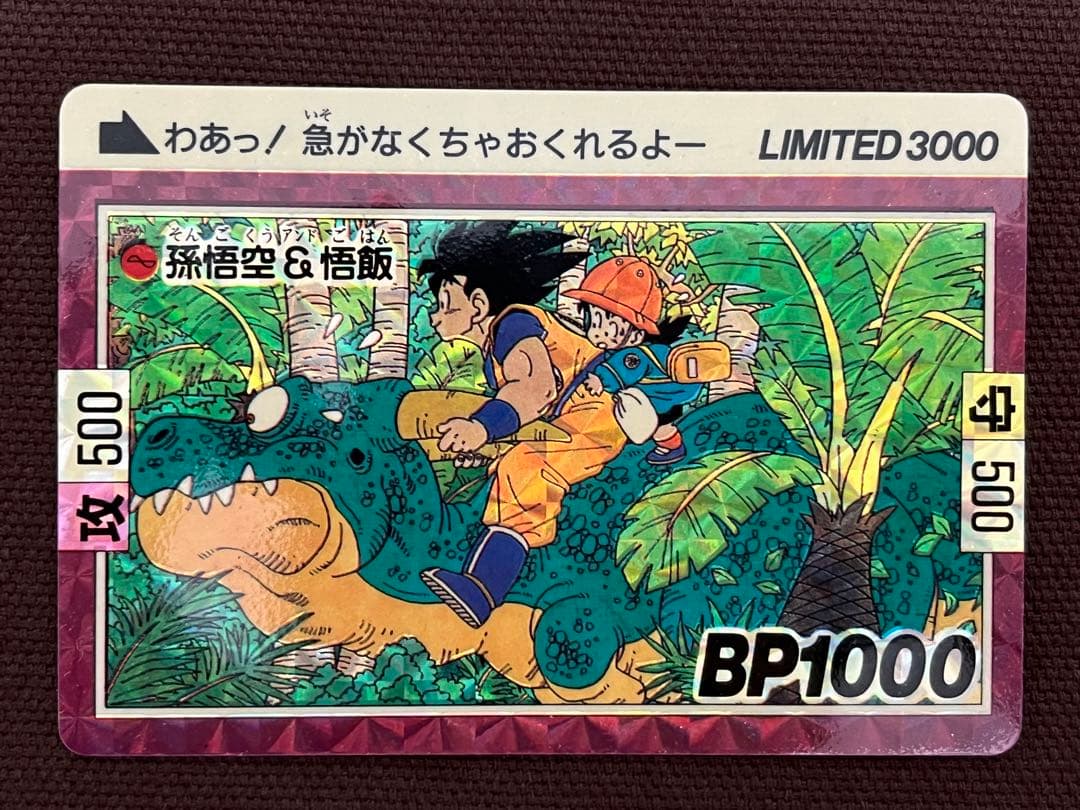 いそ
わあっ! 急がなくちゃおくれるよー
LIMITED 3000
そんごくうアンドごはん
孫悟空&悟飯
攻 500
守 500
BP1000